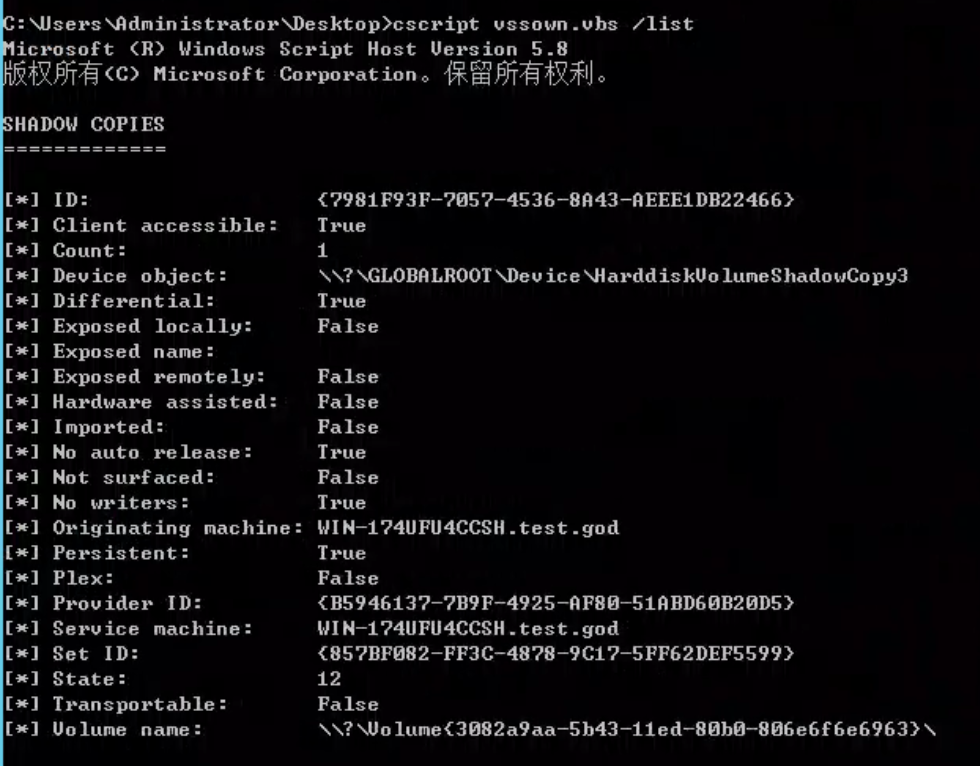 C:\Users\Administrator\Desktop>cscript vssown.vbs /list
Microsoft (R) Windows Script Host Version 5.8
版权所有(C) Microsoft Corporation。保留所有权利。
SHADOW COPIES
=============
[*] ID: {7981F93F-7057-4536-8A43-AEEE1DB22466}
[*] Client accessible: True
[*] Count: 1
[*] Device object: \\?\GLOBALROOT\Device\HarddiskVolumeShadowCopy3
[*] Differential: True
[*] Exposed locally: False
[*] Exposed name:
[*] Exposed remotely: False
[*] Hardware assisted: False
[*] Imported: False
[*] No auto release: True
[*] Not surfaced: False
[*] No writers: True
[*] Originating machine: WIN-174UFU4CCSH.test.god
[*] Persistent: True
[*] Plex: False
[*] Provider ID: {B5946137-7B9F-4925-AF80-51ABD60B20D5}
[*] Service machine: WIN-174UFU4CCSH.test.god
[*] Set ID: {857BF082-FF3C-4878-9C17-5FF62DEF5599}
[*] State: 12
[*] Transportable: False
[*] Volume name: \\?\Volume{3082a9aa-5b43-11ed-80b0-806e6f6e6963}\